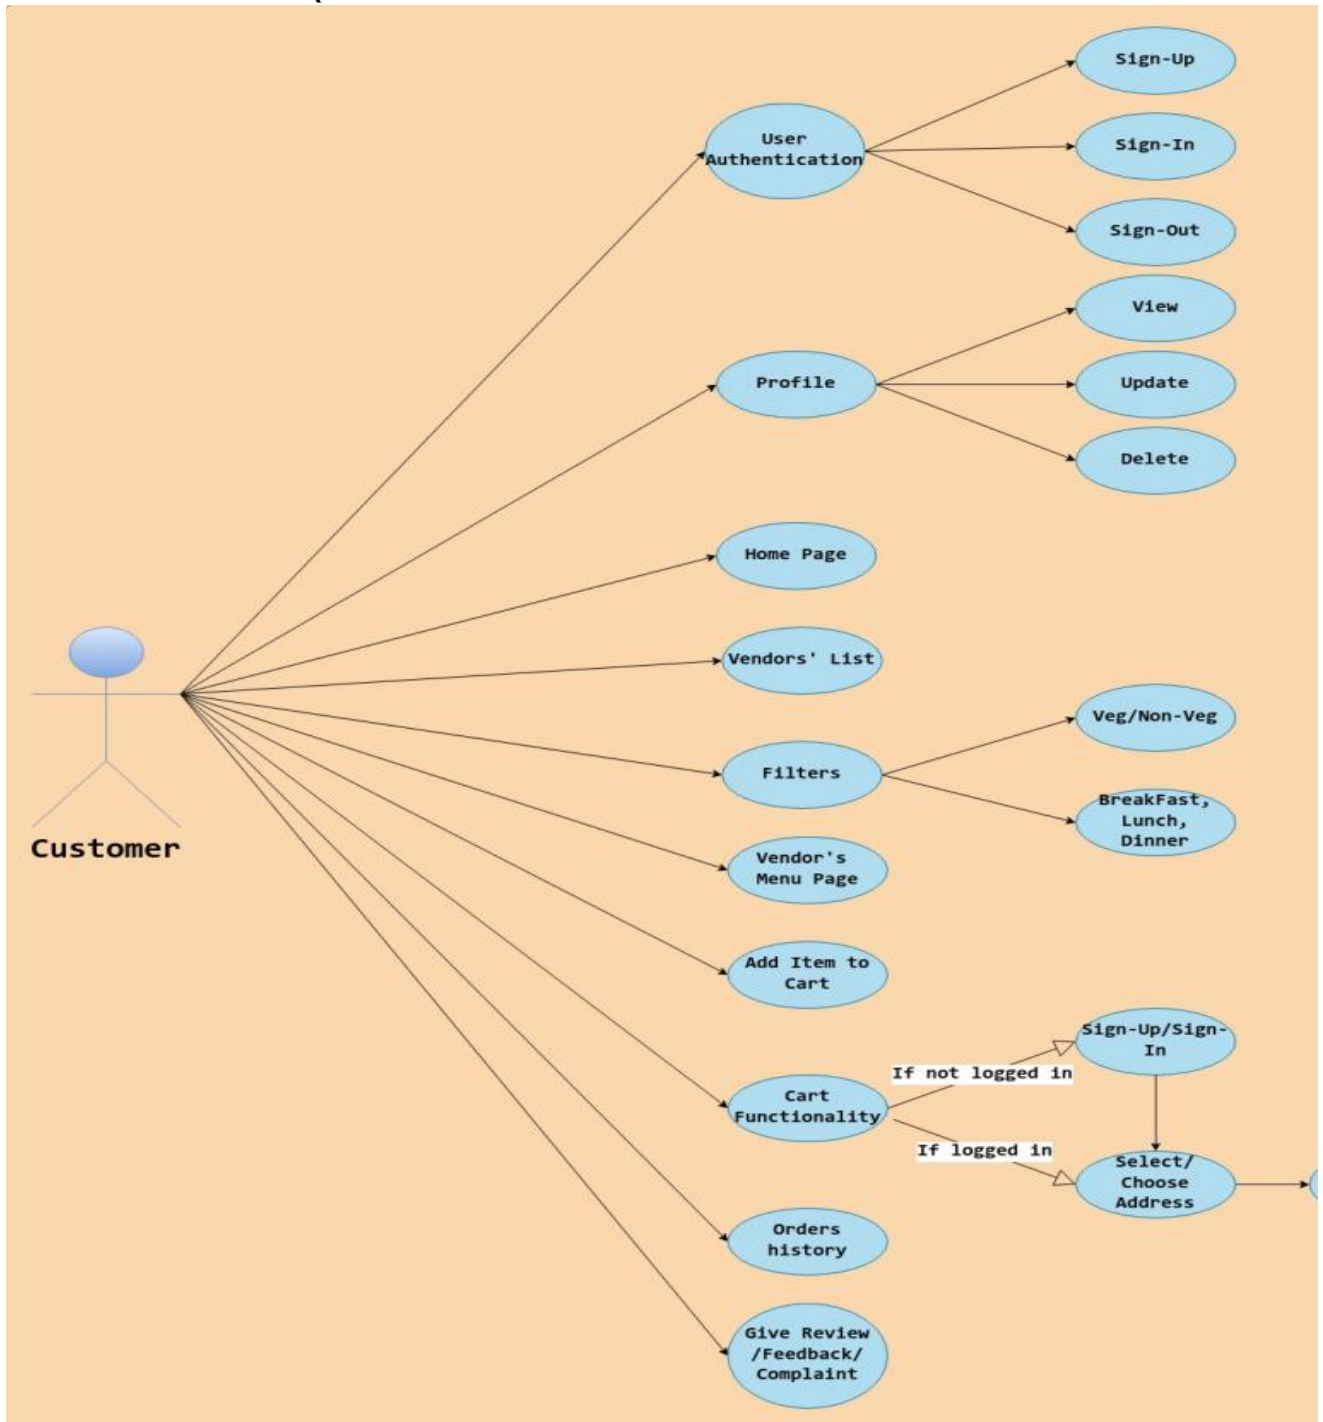 Sign-Up
User
Authentication
Sign-In
Sign-Out
View
Profile
Update
Delete
Home Page
Vendors' List
Veg/Non-Veg
Filters
BreakFast,
Lunch,
Dinner
Customer
Vendor's
Menu Page
Add Item to
Cart
Sign-Up/Sign-
In
If not logged in
Cart
Functionality
If logged in
Select/
Choose
Address
Orders
history
Give Review
/Feedback/
Complaint